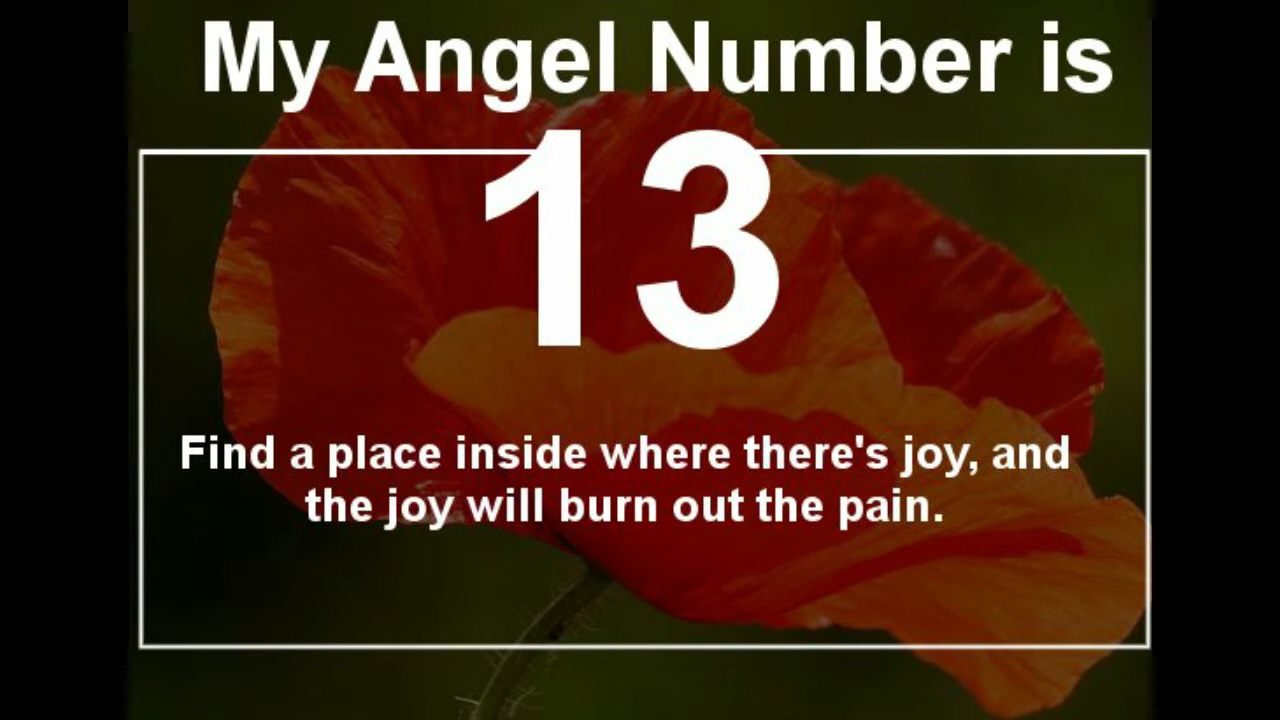 My Angel Number is
13
Find a place inside where there's joy, and
the joy will burn out the pain.